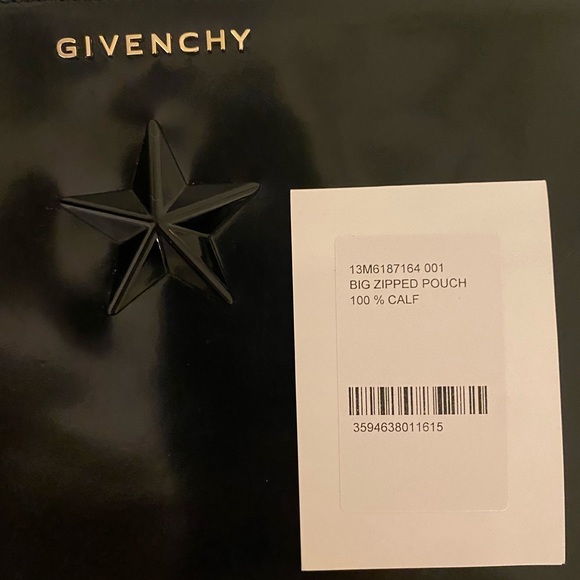 GIVENCHY
13M6187164 001
BIG ZIPPED POUCH
100 % CALF
3594638011615